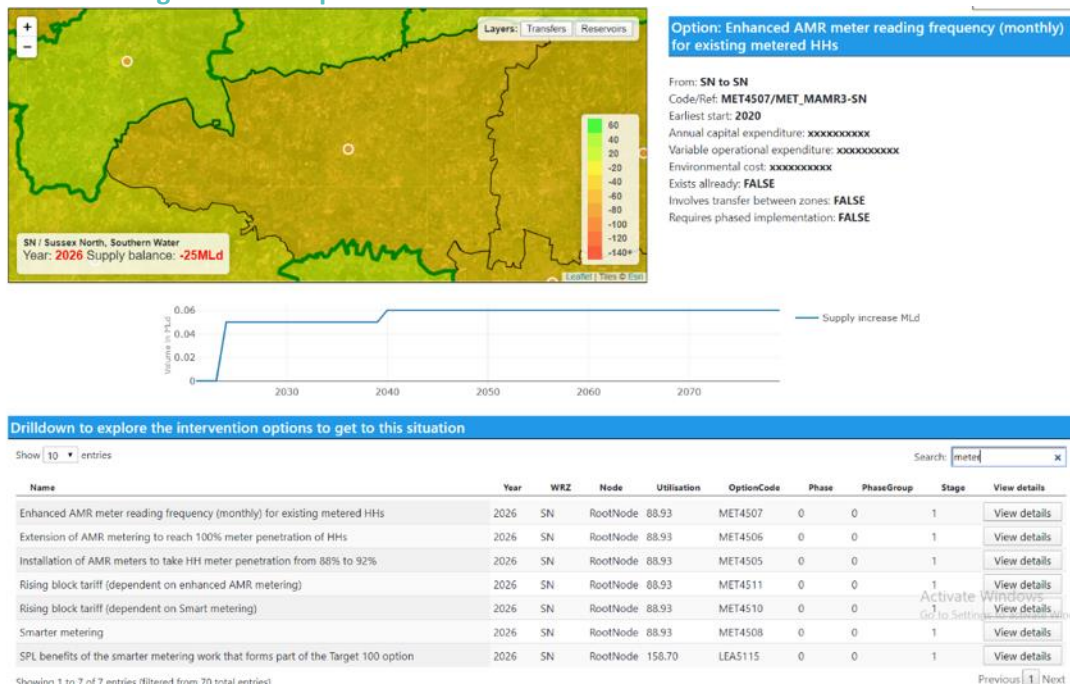 +
−
Layers: Transfers Reservoirs
60
40
20
-20
-40
-60
-80
-100
-120
-140+
SN / Sussex North, Southern Water
Year: 2026 Supply balance: -25MLd
Leaflet | Tiles © Esri
Option: Enhanced AMR meter reading frequency (monthly)
for existing metered HHs
From: SN to SN
Code/Ref: MET4507/MET_MAMR3-SN
Earliest start: 2020
Annual capital expenditure: xxxxxxxxxx
Variable operational expenditure: xxxxxxxxxx
Environmental cost: xxxxxxxxxx
Exists allready: FALSE
Involves transfer between zones: FALSE
Requires phased implementation: FALSE
Volume in MLd
0.06
0.04
0.02
0
2030 2040 2050 2060 2070
Supply increase MLd
Drilldown to explore the intervention options to get to this situation
Show 10 entries
Search: meter x
Name Year WRZ Node Utilisation OptionCode Phase PhaseGroup Stage View details
Enhanced AMR meter reading frequency (monthly) for existing metered HHs 2026 SN RootNode 88.93 MET4507 0 0 1 View details
Extension of AMR metering to reach 100% meter penetration of HHs 2026 SN RootNode 88.93 MET4506 0 0 1 View details
Installation of AMR meters to take HH meter penetration from 88% to 92% 2026 SN RootNode 88.93 MET4505 0 0 1 View details
Rising block tariff (dependent on enhanced AMR metering) 2026 SN RootNode 88.93 MET4511 0 0 1 View details
Rising block tariff (dependent on Smart metering) 2026 SN RootNode 88.93 MET4510 0 0 1 View details
Smarter metering 2026 SN RootNode 88.93 MET4508 0 0 1 View details
SPL benefits of the smarter metering work that forms part of the Target 100 option 2026 SN RootNode 158.70 LEA5115 0 0 1 View details
Activate Windows
Go to Settings
Showing 1 to 7 of 7 entries (filtered from 70 total entries)
Previous 1 Next